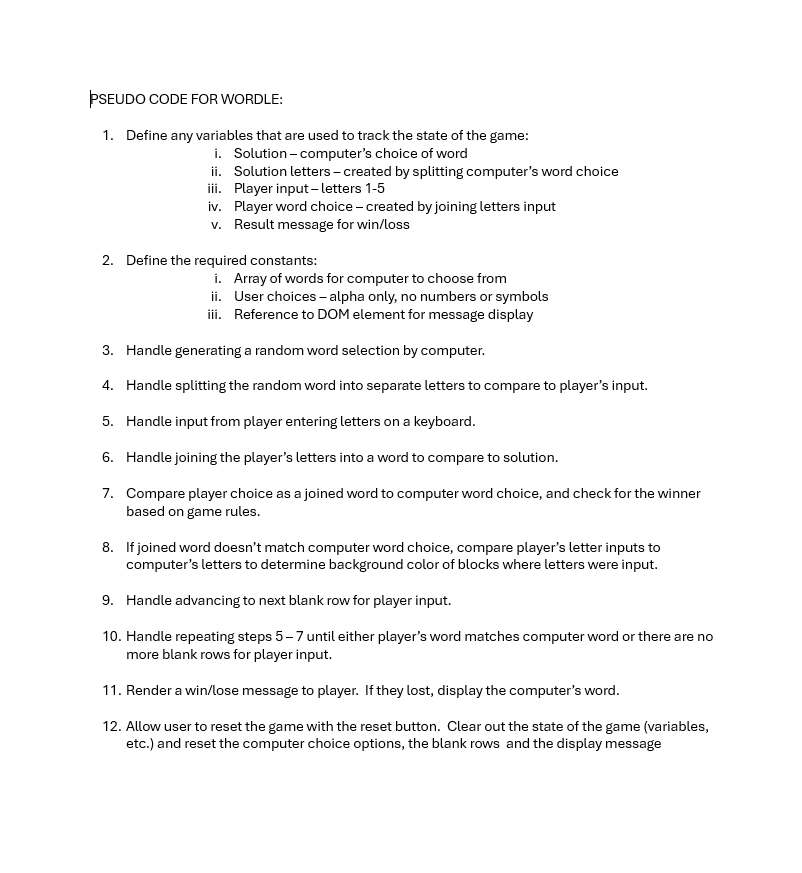 PSEUDO CODE FOR WORDLE:
1. Define any variables that are used to track the state of the game:
i. Solution – computer's choice of word
ii. Solution letters – created by splitting computer's word choice
iii. Player input – letters 1-5
iv. Player word choice – created by joining letters input
v. Result message for win/loss
2. Define the required constants:
i. Array of words for computer to choose from
ii. User choices – alpha only, no numbers or symbols
iii. Reference to DOM element for message display
3. Handle generating a random word selection by computer.
4. Handle splitting the random word into separate letters to compare to player's input.
5. Handle input from player entering letters on a keyboard.
6. Handle joining the player's letters into a word to compare to solution.
7. Compare player choice as a joined word to computer word choice, and check for the winner
based on game rules.
8. If joined word doesn't match computer word choice, compare player's letter inputs to
computer's letters to determine background color of blocks where letters were input.
9. Handle advancing to next blank row for player input.
10. Handle repeating steps 5 – 7 until either player's word matches computer word or there are no
more blank rows for player input.
11. Render a win/lose message to player.  If they lost, display the computer's word.
12. Allow user to reset the game with the reset button.  Clear out the state of the game (variables,
etc.) and reset the computer choice options, the blank rows  and the display message